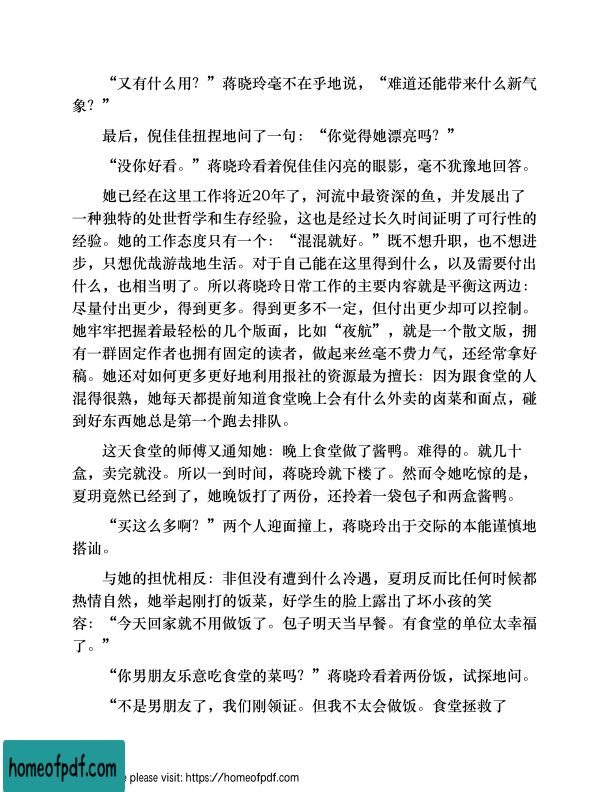 “又有什么用？”蒋晓玲毫不在乎地说，“难道还能带来什么新气
象？”
最后，倪佳佳扭捏地问了一句：“你觉得她漂亮吗？”
“没你好看。”蒋晓玲看着倪佳佳闪亮的眼影，毫不犹豫地回答。
她已经在这里工作将近20年了，河流中最资深的鱼，并发展出了
一种独特的处世哲学和生存经验，这也是经过长久时间证明了可行性的
经验。她的工作态度只有一个：“混混就好。”既不想升职，也不想进
步，只想优哉游哉地生活。对于自己能在这里得到什么，以及需要付出
什么，也相当明了。所以蒋晓玲日常工作的主要内容就是平衡这两边：
尽量付出更少，得到更多。得到更多不一定，但付出更少却可以控制。
她牢牢把握着最轻松的几个版面，比如“夜航”，就是一个散文版，拥
有一群固定作者也拥有固定的读者，做起来丝毫不费力气，还经常拿好
稿。她还对如何更多更好地利用报社的资源最为擅长：因为跟食堂的人
混得很熟，她每天都提前知道食堂晚上会有什么外卖的卤菜和面点，碰
到好东西她总是第一个跑去排队。
这天食堂的师傅又通知她：晚上食堂做了酱鸭。难得的。就几十
盒，卖完就没。所以一到时间，蒋晓玲就下楼了。然而令她吃惊的是，
夏玥竟然已经到了，她晚饭打了两份，还拎着一袋包子和两盒酱鸭。
“买这么多啊？”两个人迎面撞上，蒋晓玲出于交际的本能谨慎地
搭讪。
与她的担忧相反：非但没有遭到什么冷遇，夏玥反而比任何时候都
热情自然，她举起刚打的饭菜，好学生的脸上露出了坏小孩的笑
容：“今天回家就不用做饭了。包子明天当早餐。有食堂的单位太幸福
了。”
“你男朋友乐意吃食堂的菜吗？”蒋晓玲看着两份饭，试探地问。
“不是男朋友了，我们刚领证。但我不太会做饭。食堂拯救了
homeofpdf.com
e please visit: https://homeofpdf.com